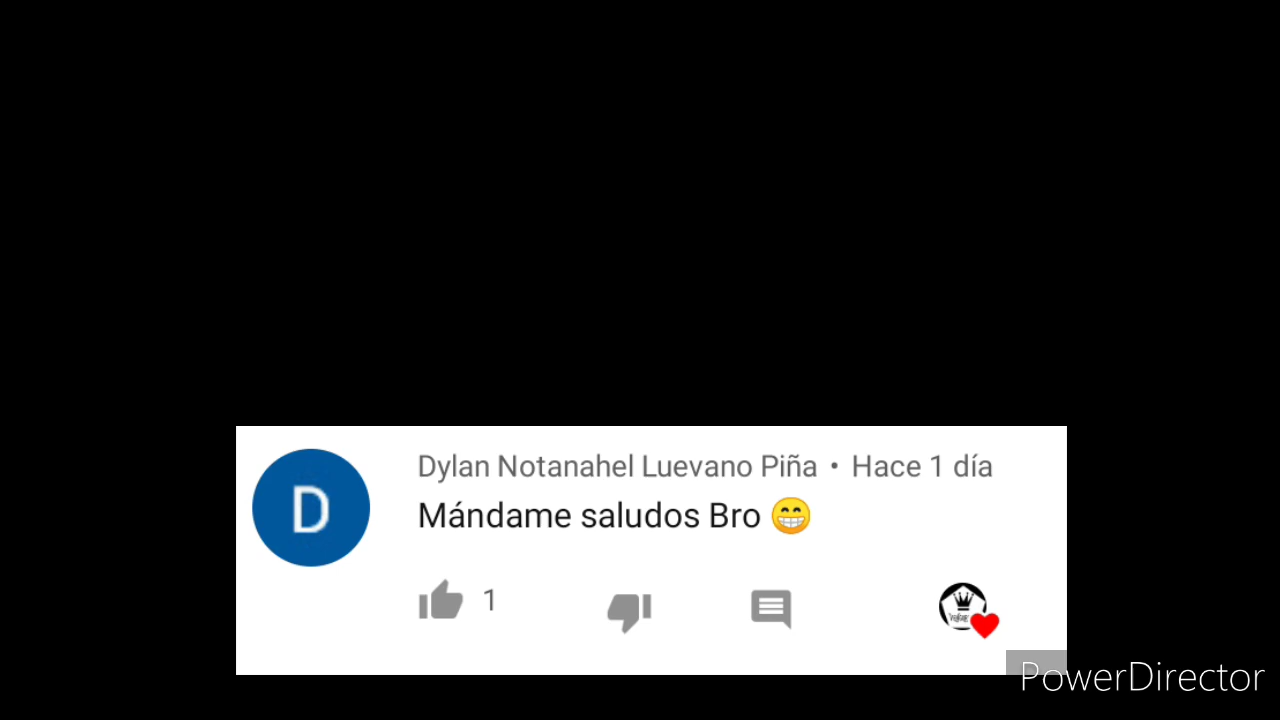 D
Dylan Notanahel Luevano Piña • Hace 1 día
Mándame saludos Bro 😁
1
PowerDirector